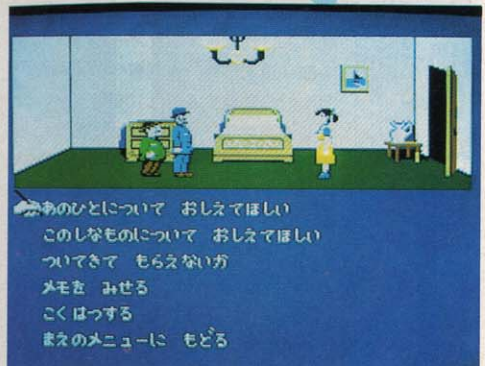 あのひとについて おしえてほしい
このしなものについて おしえてほしい
ついてきて もらえないか
メモを みせる
こくはつする
まえのメニューに もどる